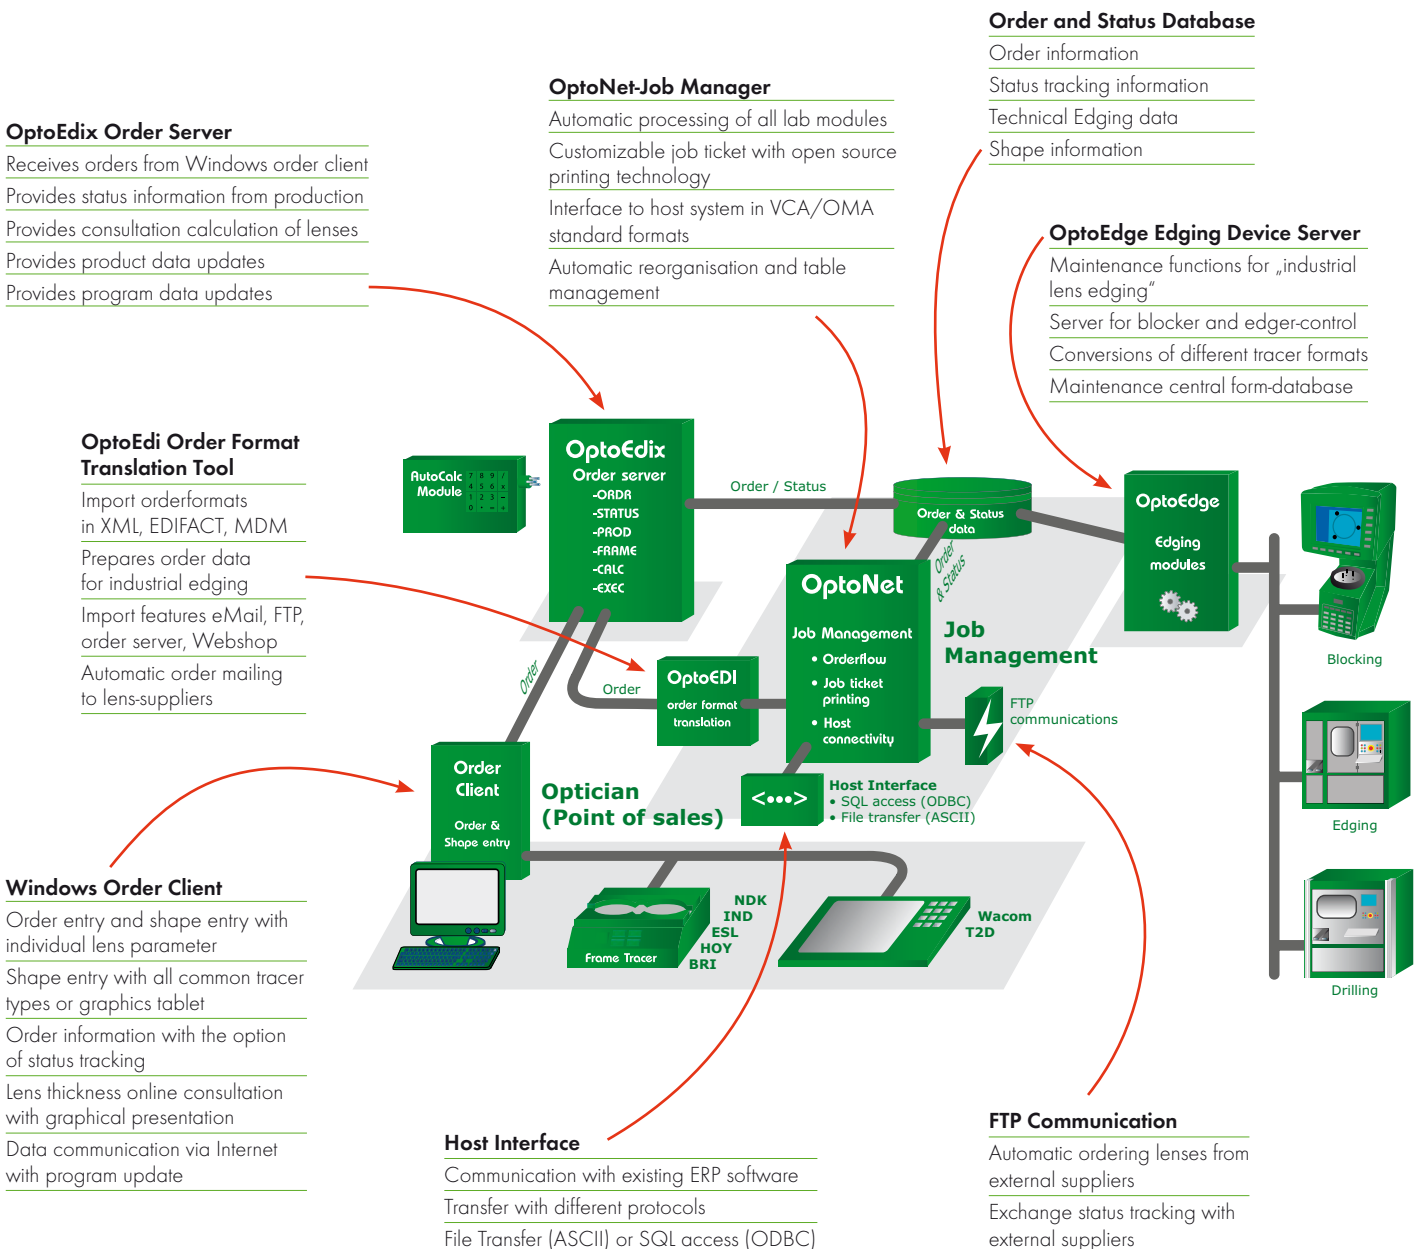 Order and Status Database
Order information
Status tracking information
Technical Edging data
Shape information
OptoNet-Job Manager
Automatic processing of all lab modules
Customizable job ticket with open source
printing technology
Interface to host system in VCA/OMA
standard formats
Automatic reorganisation and table
management
OptoEdix Order Server
Receives orders from Windows order client
Provides status information from production
Provides consultation calculation of lenses
Provides product data updates
Provides program data updates
OptoEdge Edging Device Server
Maintenance functions for „industrial
lens edging“
Server for blocker and edger-control
Conversions of different tracer formats
Maintenance central form-database
OptoEdi Order Format
Translation Tool
Import orderformats
in XML, EDIFACT, MDM
Prepares order data
for industrial edging
Import features eMail, FTP,
order server, Webshop
Automatic order mailing
to lens-suppliers
AutoCalc
Module
7 8 9 /
4 5 6 x
1 2 3 -
0 · = +
OptoEdix
Order server
-ORDR
-STATUS
-PROD
-FRAME
-CALC
-EXEC
Order / Status
Order & Status
data
Order
& Status
OptoEdge
Edging
modules
Blocking
Edging
Drilling
OptoNet
Job Management
• Orderflow
• Job ticket
printing
• Host
connectivity
Job
Management
Order
Order
OptoEDI
order format
translation
FTP
communications
<•••>
Host Interface
• SQL access (ODBC)
• File transfer (ASCII)
Order
Client
Order &
Shape entry
Optician
(Point of sales)
Frame Tracer
NDK
IND
ESL
HOY
BRI
Wacom
T2D
Windows Order Client
Order entry and shape entry with
individual lens parameter
Shape entry with all common tracer
types or graphics tablet
Order information with the option
of status tracking
Lens thickness online consultation
with graphical presentation
Data communication via Internet
with program update
Host Interface
Communication with existing ERP software
Transfer with different protocols
File Transfer (ASCII) or SQL access (ODBC)
FTP Communication
Automatic ordering lenses from
external suppliers
Exchange status tracking with
external suppliers